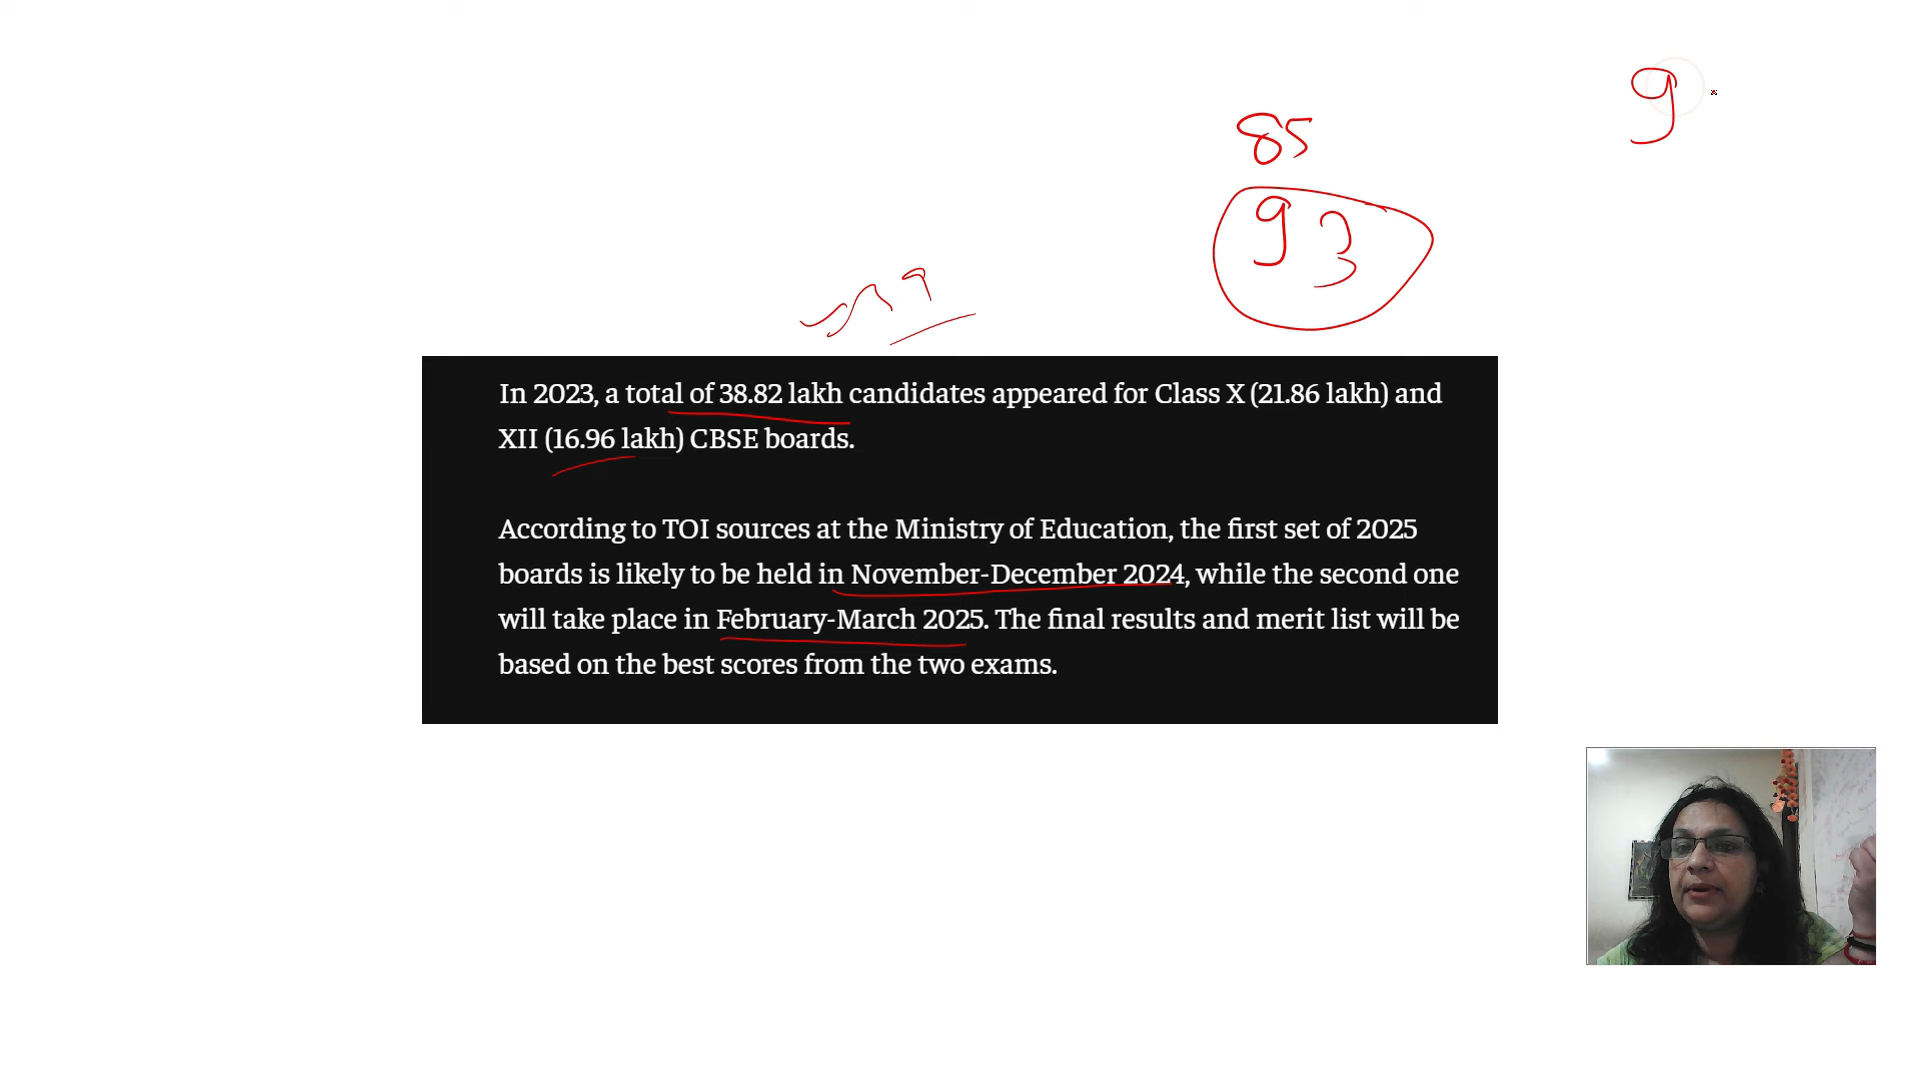 9
85
93
In 2023, a total of 38.82 lakh candidates appeared for Class X (21.86 lakh) and
XII (16.96 lakh) CBSE boards.
According to TOI sources at the Ministry of Education, the first set of 2025
boards is likely to be held in November-December 2024, while the second one
will take place in February-March 2025. The final results and merit list will be
based on the best scores from the two exams.